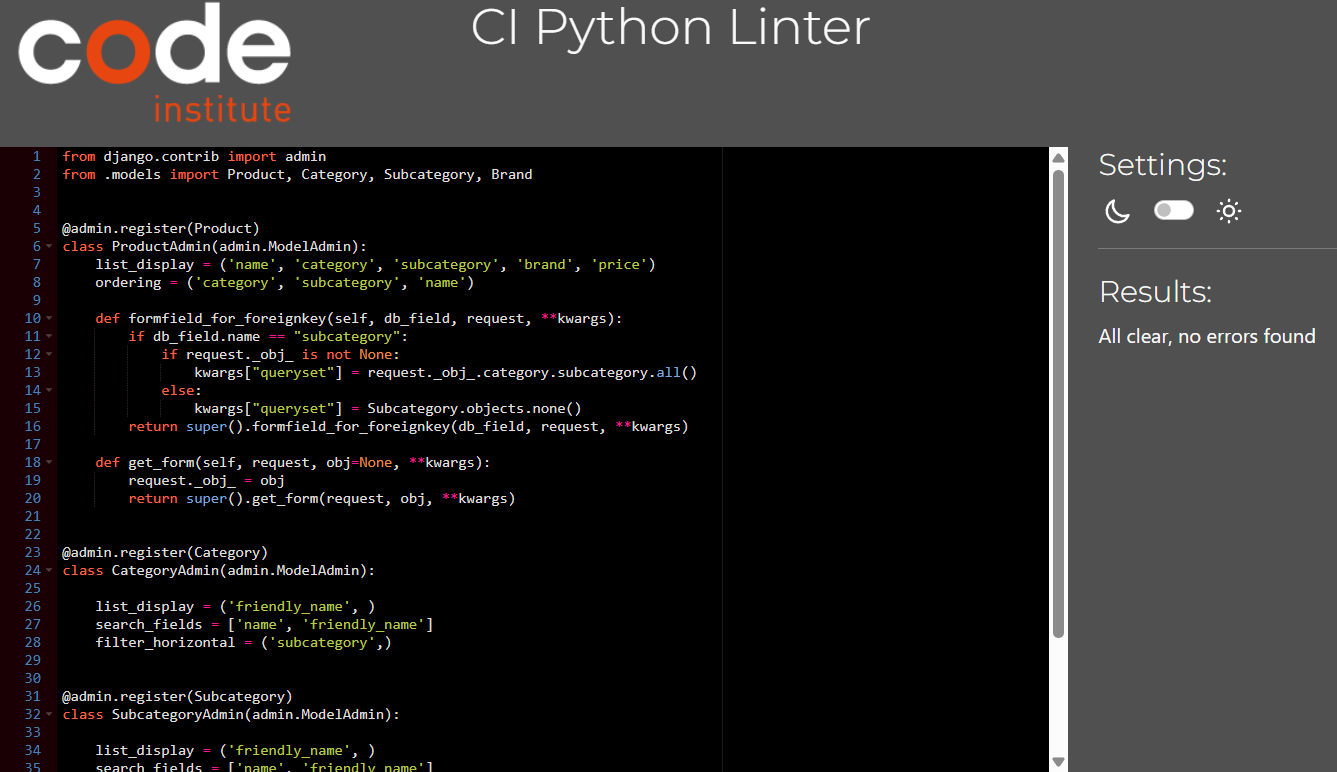 code
institute
CI Python Linter
1 from django.contrib import admin
2 from .models import Product, Category, Subcategory, Brand
3
4
5 @admin.register(Product)
6 class ProductAdmin(admin.ModelAdmin):
7     list_display = ('name', 'category', 'subcategory', 'brand', 'price')
8     ordering = ('category', 'subcategory', 'name')
9
10     def formfield_for_foreignkey(self, db_field, request, **kwargs):
11         if db_field.name == "subcategory":
12             if request._obj_ is not None:
13                 kwargs["queryset"] = request._obj_.category.subcategory.all()
14             else:
15                 kwargs["queryset"] = Subcategory.objects.none()
16         return super().formfield_for_foreignkey(db_field, request, **kwargs)
17
18     def get_form(self, request, obj=None, **kwargs):
19         request._obj_ = obj
20         return super().get_form(request, obj, **kwargs)
21
22
23 @admin.register(Category)
24 class CategoryAdmin(admin.ModelAdmin):
25
26     list_display = ('friendly_name', )
27     search_fields = ['name', 'friendly_name']
28     filter_horizontal = ('subcategory',)
29
30
31 @admin.register(Subcategory)
32 class SubcategoryAdmin(admin.ModelAdmin):
33
34     list_display = ('friendly_name', )
35     search_fields = ['name', 'friendly_name']
Settings:
Results:
All clear, no errors found